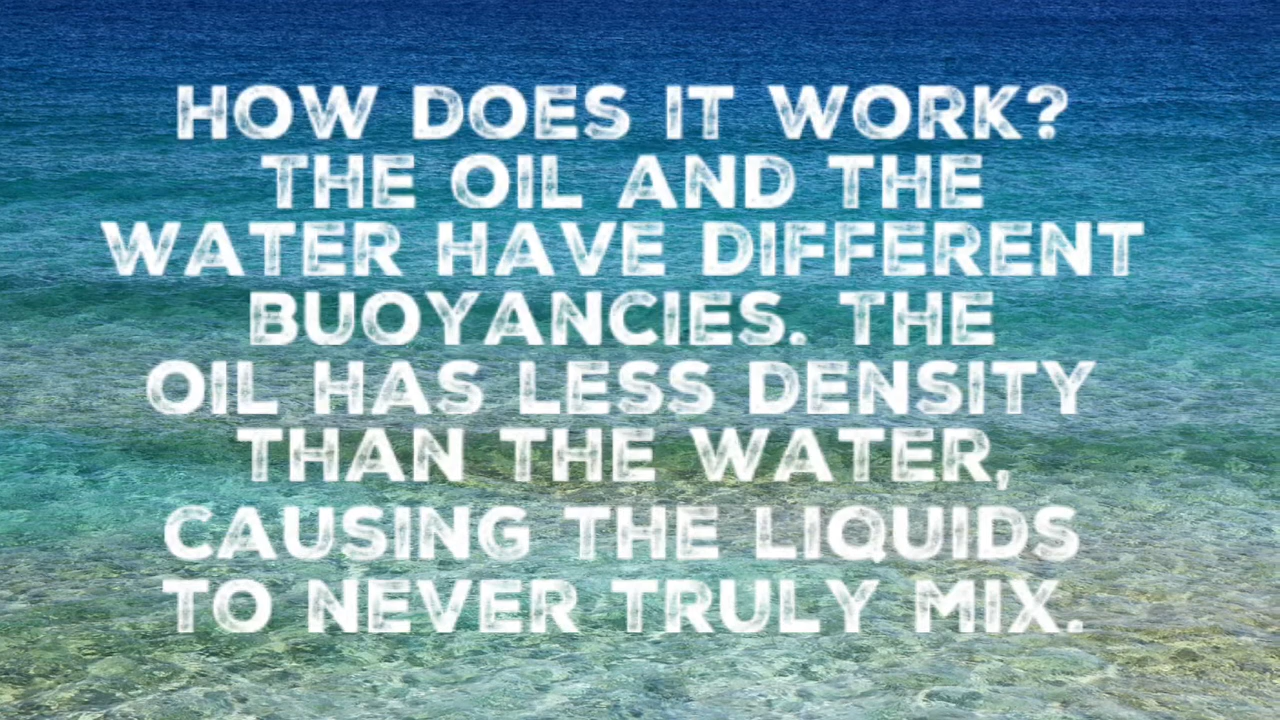 HOW DOES IT WORK?
THE OIL AND THE
WATER HAVE DIFFERENT
BUOYANCIES. THE
OIL HAS LESS DENSITY
THAN THE WATER,
CAUSING THE LIQUIDS
TO NEVER TRULY MIX.